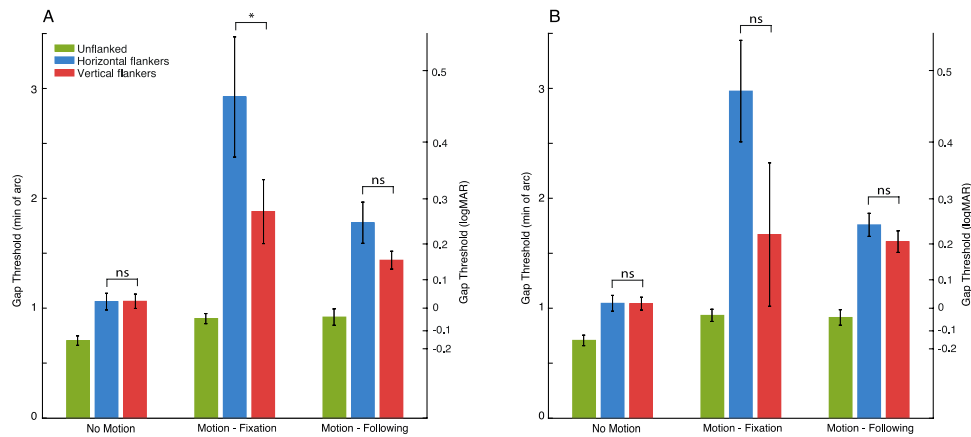 A
*
Unflanked
Horizontal flankers
Vertical flankers
ns
ns
3
2
1
0
Gap Threshold (min of arc)
0.5
0.4
0.3
0.2
0.1
0
-0.1
-0.2
Gap Threshold (logMAR)
No Motion
Motion - Fixation
Motion - Following
B
ns
ns
ns
3
2
1
0
Gap Threshold (min of arc)
0.5
0.4
0.3
0.2
0.1
0
-0.1
-0.2
Gap Threshold (logMAR)
No Motion
Motion - Fixation
Motion - Following